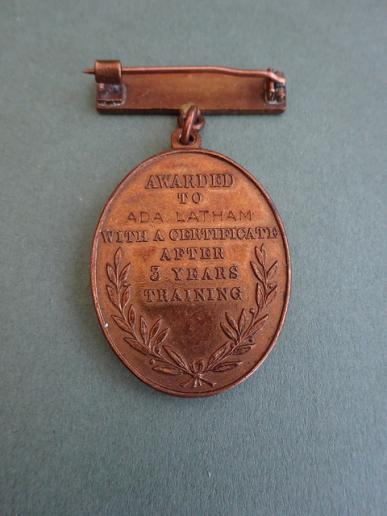 AWARDED
TO
ADA LATHAM
WITH A CERTIFICATE
AFTER
3 YEARS
TRAINING